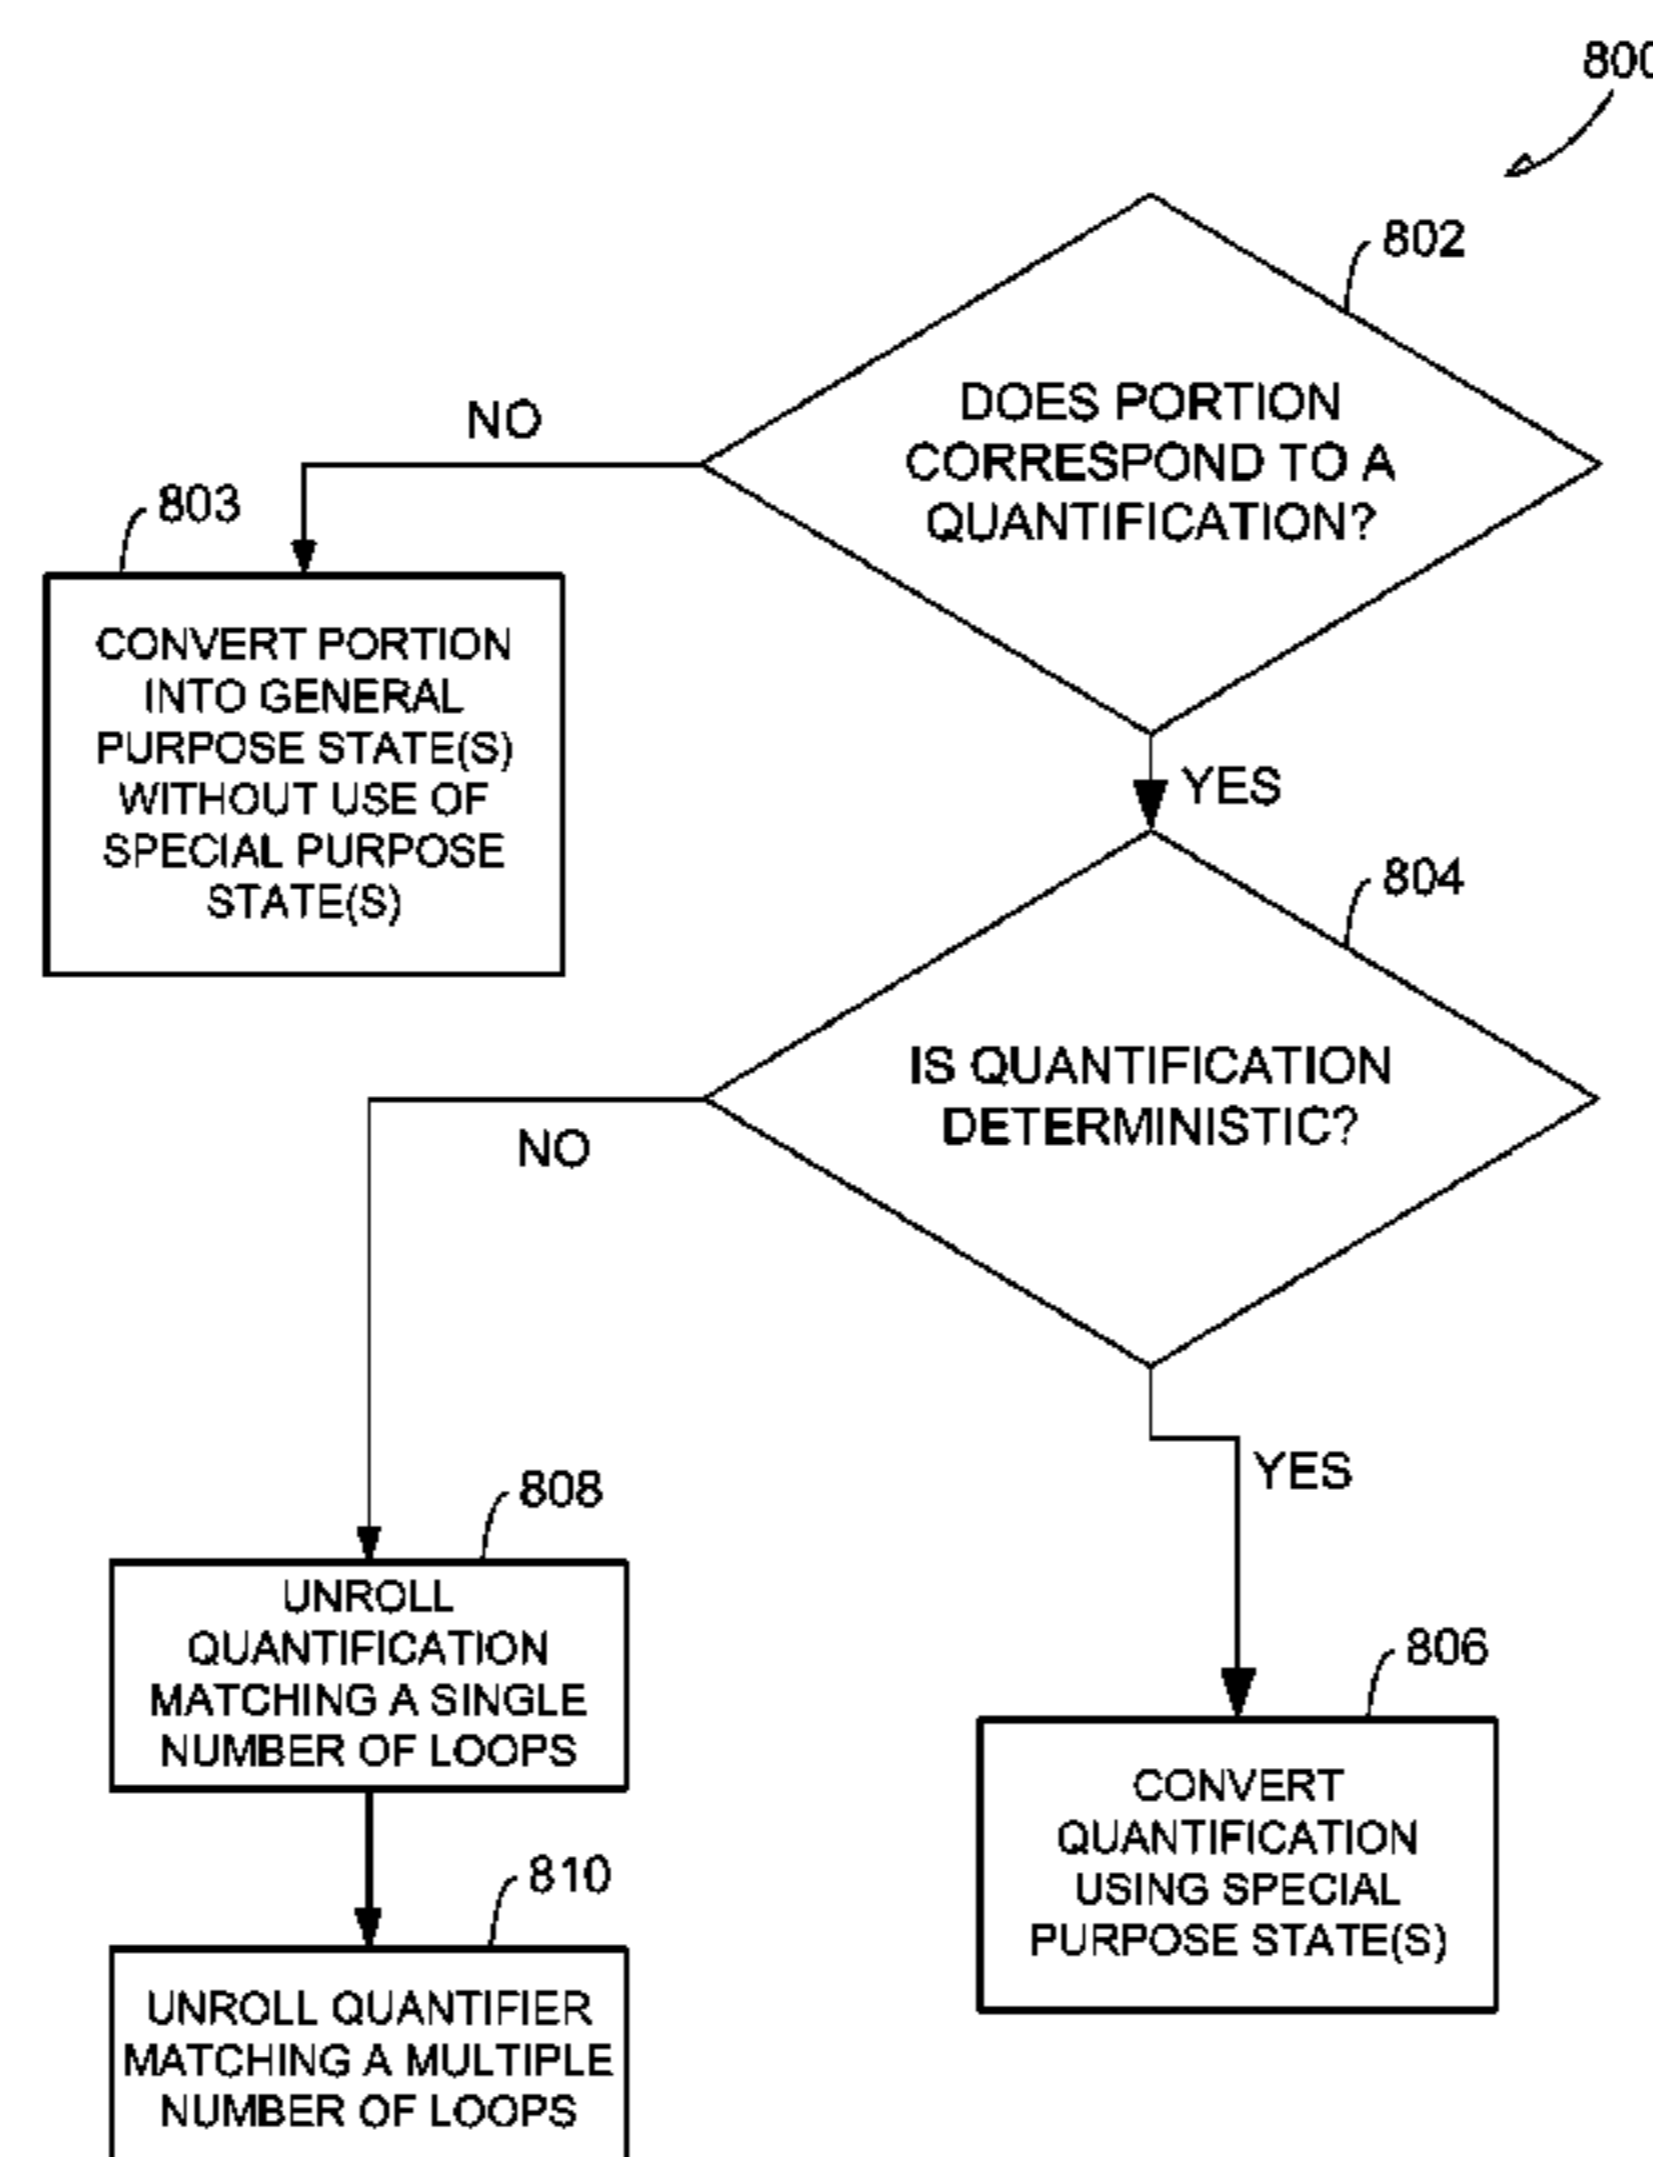 800
802
DOES PORTION
CORRESPOND TO A
QUANTIFICATION?
NO
803
CONVERT PORTION
INTO GENERAL
PURPOSE STATE(S)
WITHOUT USE OF
SPECIAL PURPOSE
STATE(S)
YES
804
IS QUANTIFICATION
DETERMINISTIC?
NO
YES
808
UNROLL
QUANTIFICATION
MATCHING A SINGLE
NUMBER OF LOOPS
806
CONVERT
QUANTIFICATION
USING SPECIAL
PURPOSE STATE(S)
810
UNROLL QUANTIFIER
MATCHING A MULTIPLE
NUMBER OF LOOPS